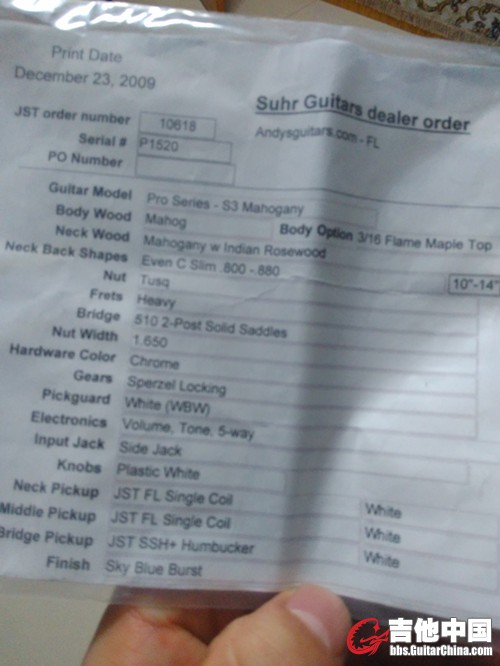 Print Date
December 23, 2009
Suhr Guitars dealer order
Andysguitars.com - FL
JST order number 10618
Serial # P1520
PO Number
Guitar Model Pro Series - S3 Mahogany
Body Wood Mahog Body Option 3/16 Flame Maple Top
Neck Wood Mahogany w Indian Rosewood
Neck Back Shapes Even C Slim .800 - 880 10"-14"
Nut Tusq
Frets Heavy
Bridge 510 2-Post Solid Saddles
Nut Width 1.650
Hardware Color Chrome
Gears Sperzel Locking
Pickguard White (WBW)
Electronics Volume, Tone, 5-way
Input Jack Side Jack
Knobs Plastic White
Neck Pickup JST FL Single Coil White
Middle Pickup JST FL Single Coil White
Bridge Pickup JST SSH+ Humbucker White
Finish Sky Blue Burst
吉他中国
bbs.GuitarChina.com